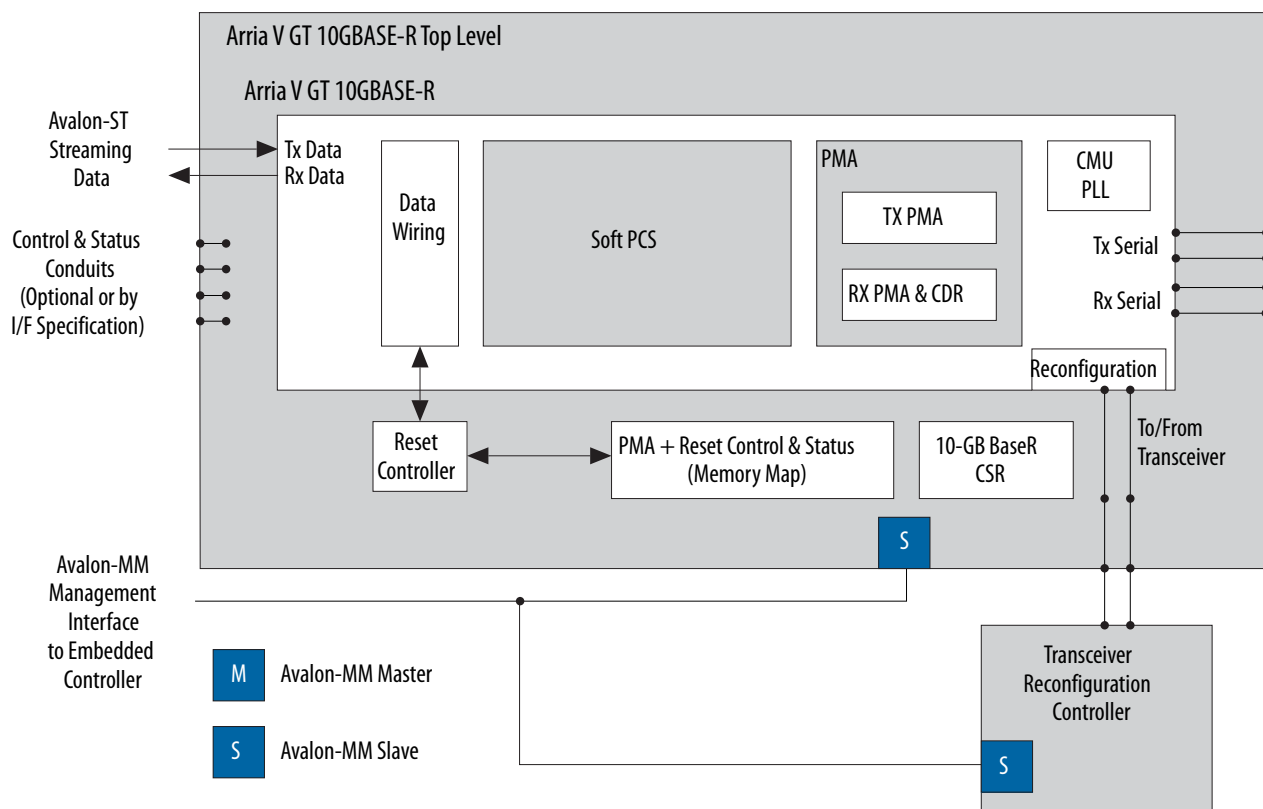 Arria V GT 10GBASE-R Top Level
Arria V GT 10GBASE-R
Avalon-ST
Streaming
Data
Tx Data
Rx Data
Data
Wiring
Soft PCS
PMA
TX PMA
RX PMA & CDR
CMU
PLL
Tx Serial
Rx Serial
Control & Status
Conduits
(Optional or by
I/F Specification)
Reconfiguration
To/From
Transceiver
Reset
Controller
PMA + Reset Control & Status
(Memory Map)
10-GB BaseR
CSR
S
Avalon-MM
Management
Interface
to Embedded
Controller
M
Avalon-MM Master
S
Avalon-MM Slave
Transceiver
Reconfiguration
Controller
S